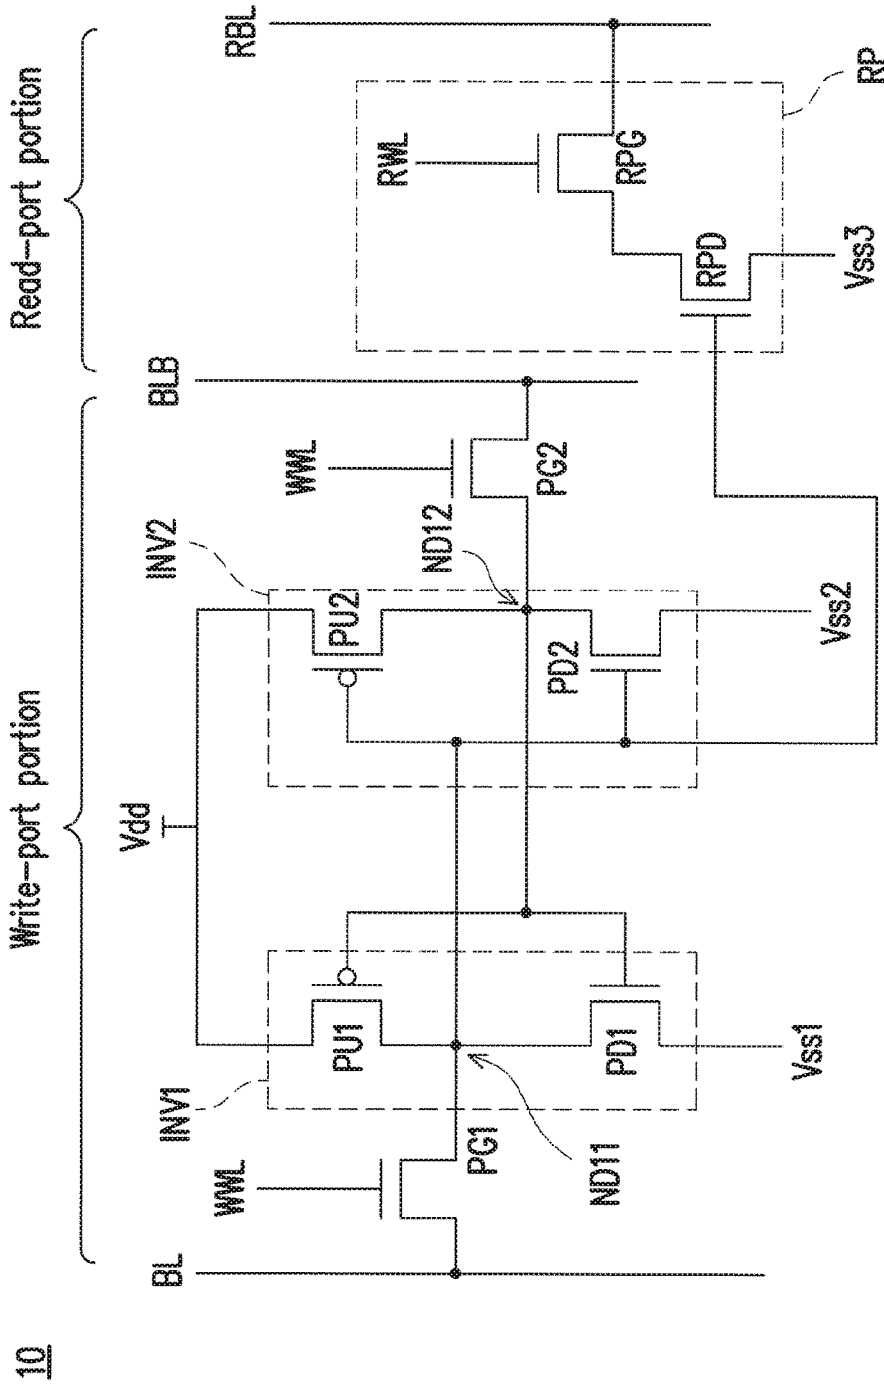 10
Write-port portion
Read-port portion
BL
Vdd
BLB
RBL
WWL
INV1
INV2
WWL
RWL
PU1
PU2
ND12
RPG
PG1
PG2
RP
ND11
PD1
PD2
RPD
Vss1
Vss2
Vss3